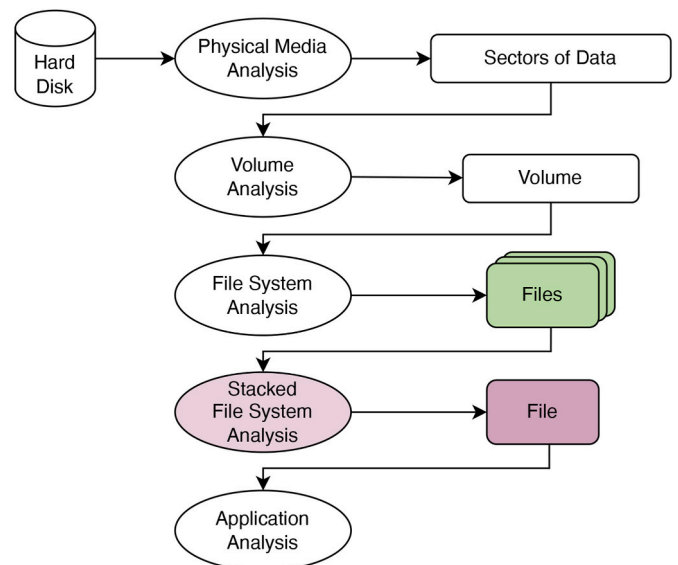 Hard
Disk
Physical Media
Analysis
Sectors of Data
Volume
Analysis
Volume
File System
Analysis
Files
Stacked
File System
Analysis
File
Application
Analysis